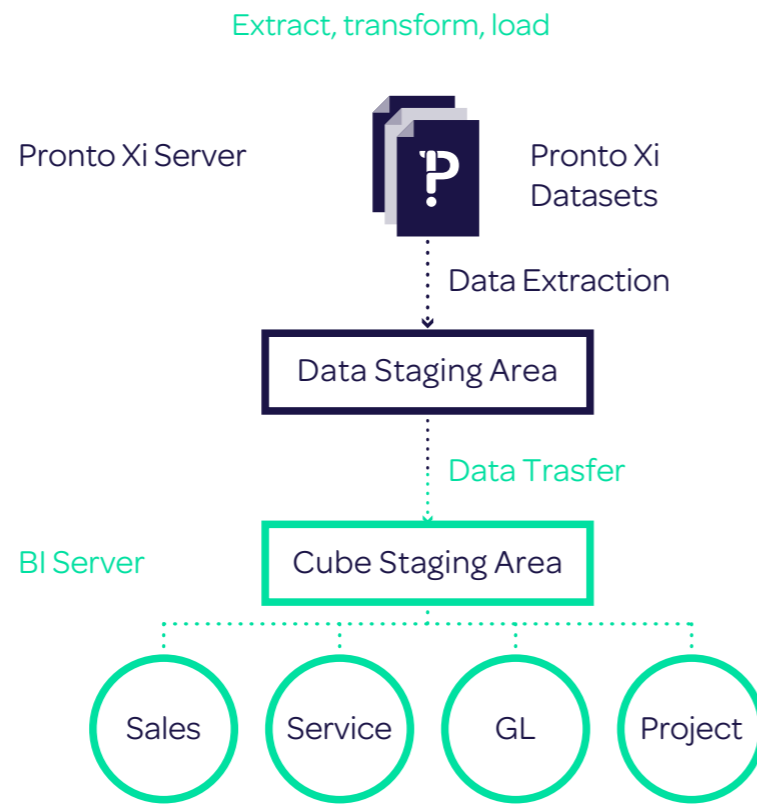 Extract, transform, load
Pronto Xi Server
Pronto Xi
Datasets
Data Extraction
Data Staging Area
Data Trasfer
BI Server
Cube Staging Area
Sales
Service
GL
Project